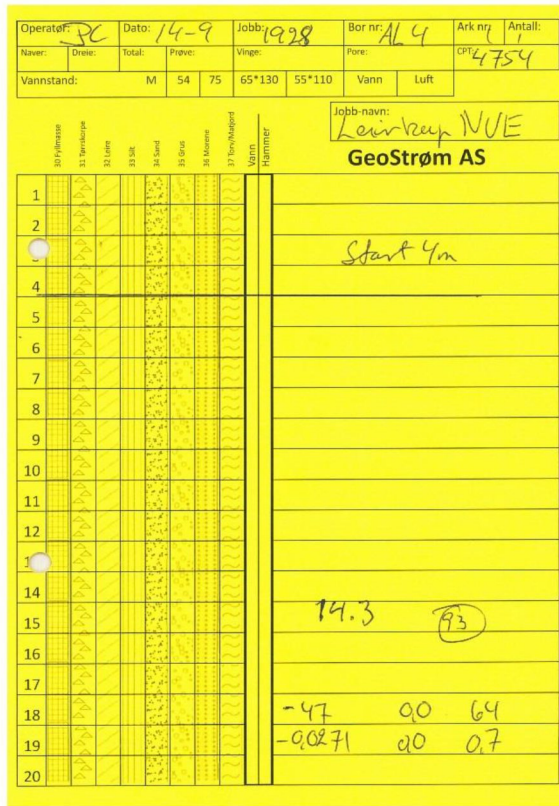 Operatør: PC Dato: 14-9 Jobb: 1928 Bor nr: AL 4 Ark nr: 1 Antall: 1
Naver: Dreie: Total: Prøve: Vinge: Pore: CPT: 4754
Vannstand: M 54 75 65*130 55*110 Vann Luft
Jobb-navn:
NVE
GeoStrøm AS
30 Fyllmasse 31 Tørrskorpe 32 Leire 33 Silt 34 Sand 35 Grus 36 Morene 37 Torv/Matjord Vann Hammer
1
2
Start 4m
4
5
6
7
8
9
10
11
12
14
14.3 93
15
16
17
18 -47 0,0 64
19 -0,0271 0,0 0,7
20